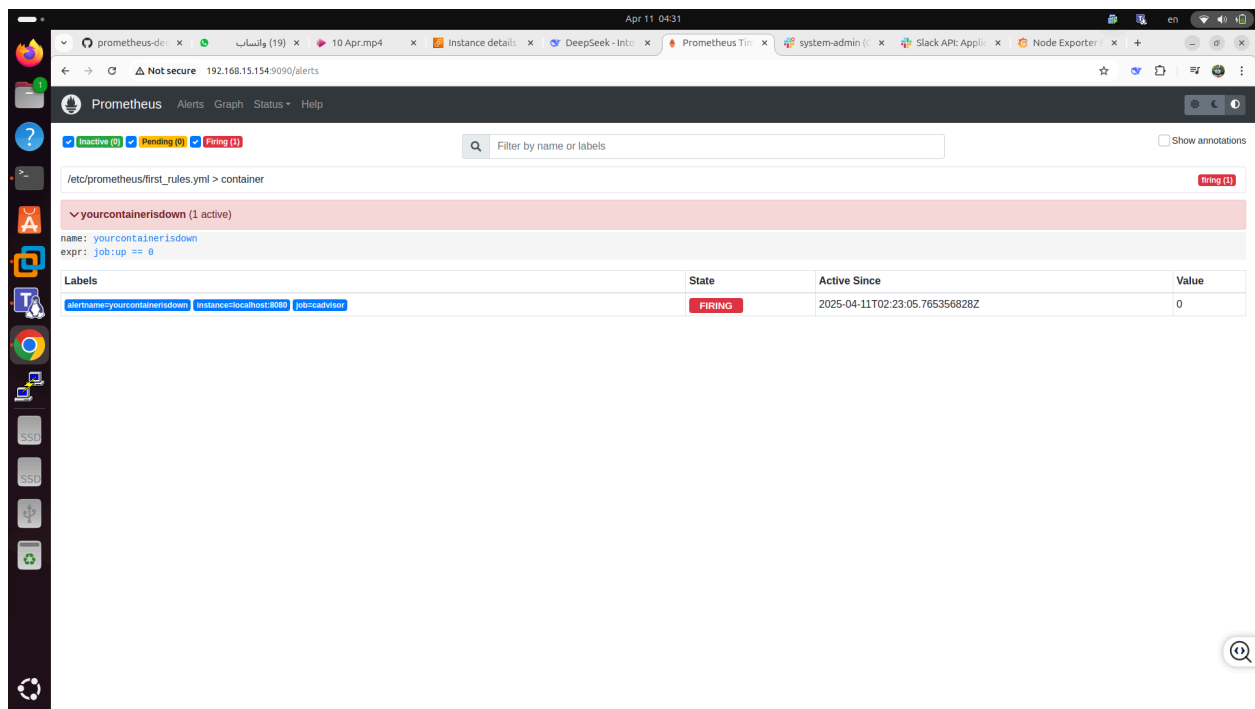 Apr 11 04:31
en
prometheus-de
(19) واتساب
10 Apr.mp4
Instance details
DeepSeek - Into
Prometheus Tim
system-admin (C
Slack API: Applic
Node Exporter F
Not secure 192.168.15.154:9090/alerts
Prometheus Alerts Graph Status Help
Inactive (0) Pending (0) Firing (1)
Filter by name or labels
Show annotations
/etc/prometheus/first_rules.yml > container
firing (1)
yourcontainerisdown (1 active)
name: yourcontainerisdown
expr: job:up == 0
Labels State Active Since Value
alertname=yourcontainerisdown instance=localhost:8080 job=cadvisor FIRING 2025-04-11T02:23:05.765356828Z 0
1
SSD
SSD